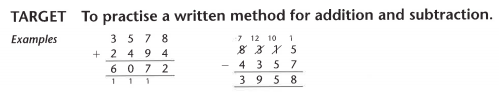 TARGET To practise a written method for addition and subtraction.
Examples
3 5 7 8
+ 2 4 9 4
6 0 7 2
1 1 1
7 12 10 1
8 3 1 5
− 4 3 5 7
3 9 5 8